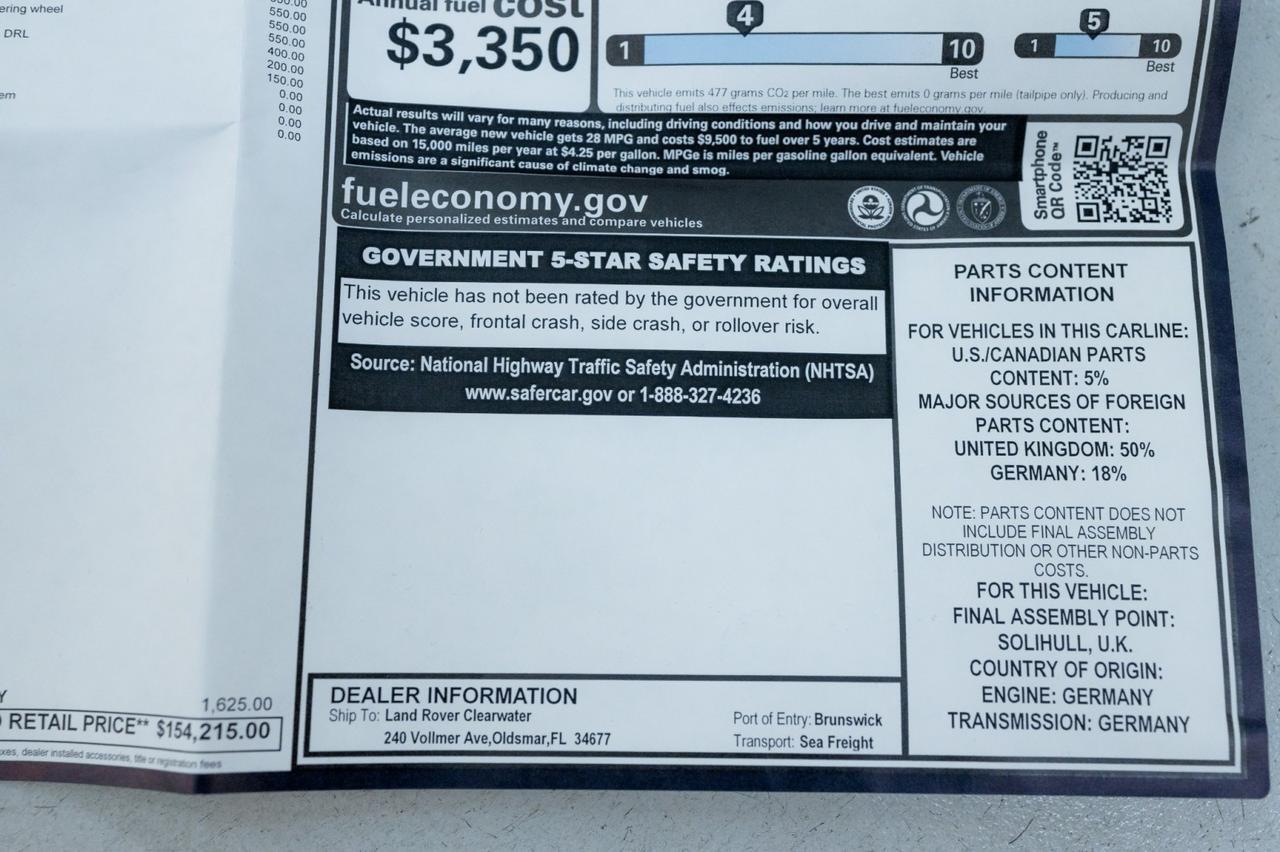 ering wheel
DRL
em
550.00
550.00
550.00
400.00
200.00
150.00
0.00
0.00
0.00
0.00
Y 1,625.00
RETAIL PRICE** $154,215.00
xes, dealer installed accessories, title or registration fees
Annual fuel COST
$3,350
4
1 10
Best
5
1 10
Best
This vehicle emits 477 grams CO2 per mile. The best emits 0 grams per mile (tailpipe only). Producing and
distributing fuel also effects emissions; learn more at fueleconomy.gov.
Actual results will vary for many reasons, including driving conditions and how you drive and maintain your
vehicle. The average new vehicle gets 28 MPG and costs $9,500 to fuel over 5 years. Cost estimates are
based on 15,000 miles per year at $4.25 per gallon. MPGe is miles per gasoline gallon equivalent. Vehicle
emissions are a significant cause of climate change and smog.
fueleconomy.gov
Calculate personalized estimates and compare vehicles
Smartphone
QR Code™
GOVERNMENT 5-STAR SAFETY RATINGS
This vehicle has not been rated by the government for overall
vehicle score, frontal crash, side crash, or rollover risk.
Source: National Highway Traffic Safety Administration (NHTSA)
www.safercar.gov or 1-888-327-4236
DEALER INFORMATION
Ship To: Land Rover Clearwater
240 Vollmer Ave,Oldsmar,FL 34677
Port of Entry: Brunswick
Transport: Sea Freight
PARTS CONTENT
INFORMATION
FOR VEHICLES IN THIS CARLINE:
U.S./CANADIAN PARTS
CONTENT: 5%
MAJOR SOURCES OF FOREIGN
PARTS CONTENT:
UNITED KINGDOM: 50%
GERMANY: 18%
NOTE: PARTS CONTENT DOES NOT
INCLUDE FINAL ASSEMBLY
DISTRIBUTION OR OTHER NON-PARTS
COSTS.
FOR THIS VEHICLE:
FINAL ASSEMBLY POINT:
SOLIHULL, U.K.
COUNTRY OF ORIGIN:
ENGINE: GERMANY
TRANSMISSION: GERMANY